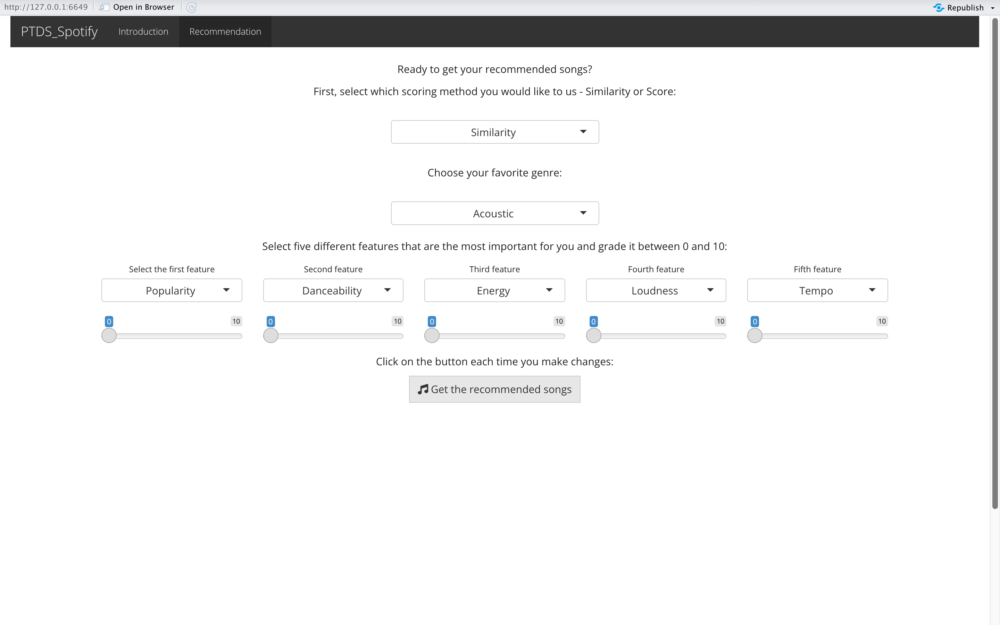 http://127.0.0.1:6649 Open in Browser Republish
PTDS_Spotify Introduction Recommendation
Ready to get your recommended songs?
First, select which scoring method you would like to us - Similarity or Score:
Similarity
Choose your favorite genre:
Acoustic
Select five different features that are the most important for you and grade it between 0 and 10:
Select the first feature Second feature Third feature Fourth feature Fifth feature
Popularity Danceability Energy Loudness Tempo
0 10 0 10 0 10 0 10 0 10
Click on the button each time you make changes:
Get the recommended songs